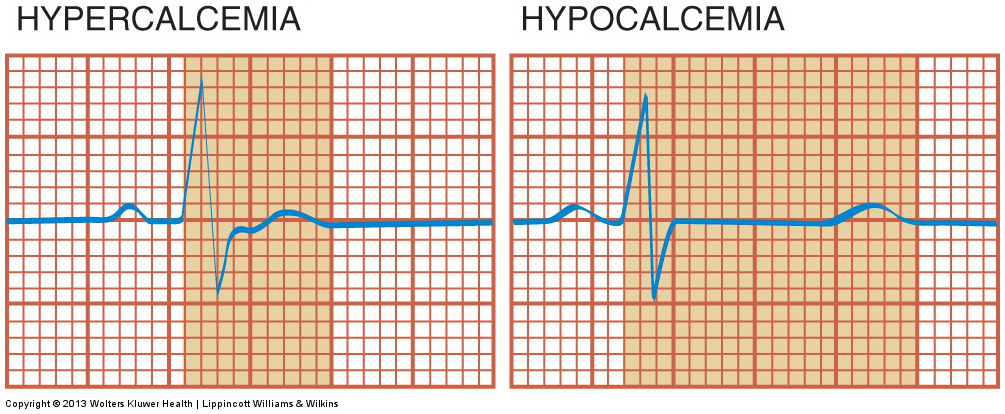 HYPERCALCEMIA
HYPOCALCEMIA
Copyright © 2013 Wolters Kluwer Health | Lippincott Williams & Wilkins